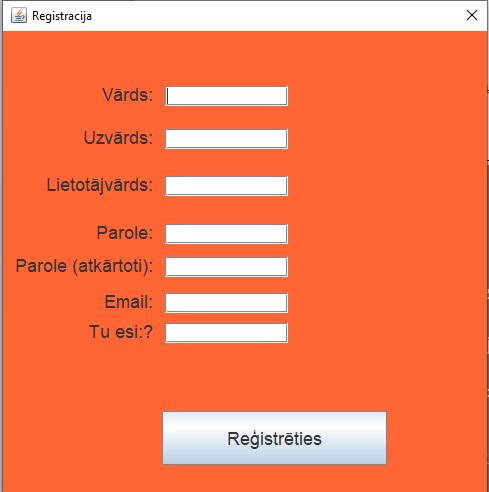 Registracija
Vārds:
Uzvārds:
Lietotājvārds:
Parole:
Parole (atkārtoti):
Email:
Tu esi:?
Reģistrēties